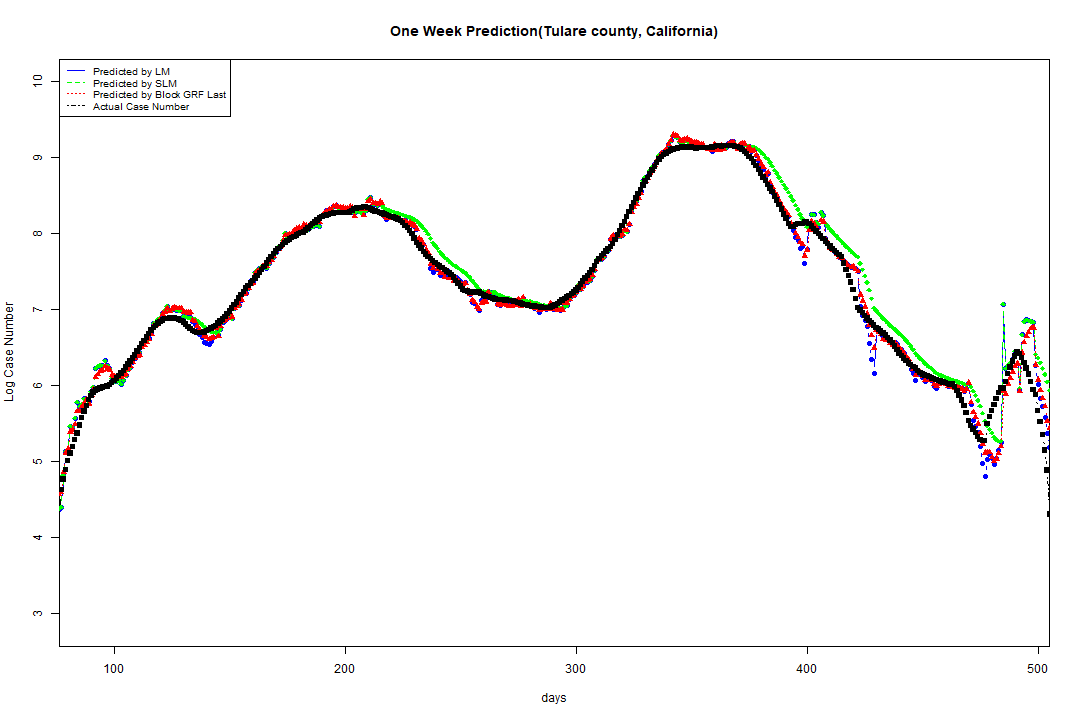 One Week Prediction(Tulare county, California)
Predicted by LM
Predicted by SLM
Predicted by Block GRF Last
Actual Case Number
10
9
8
7
6
5
4
3
Log Case Number
100 200 300 400 500
days